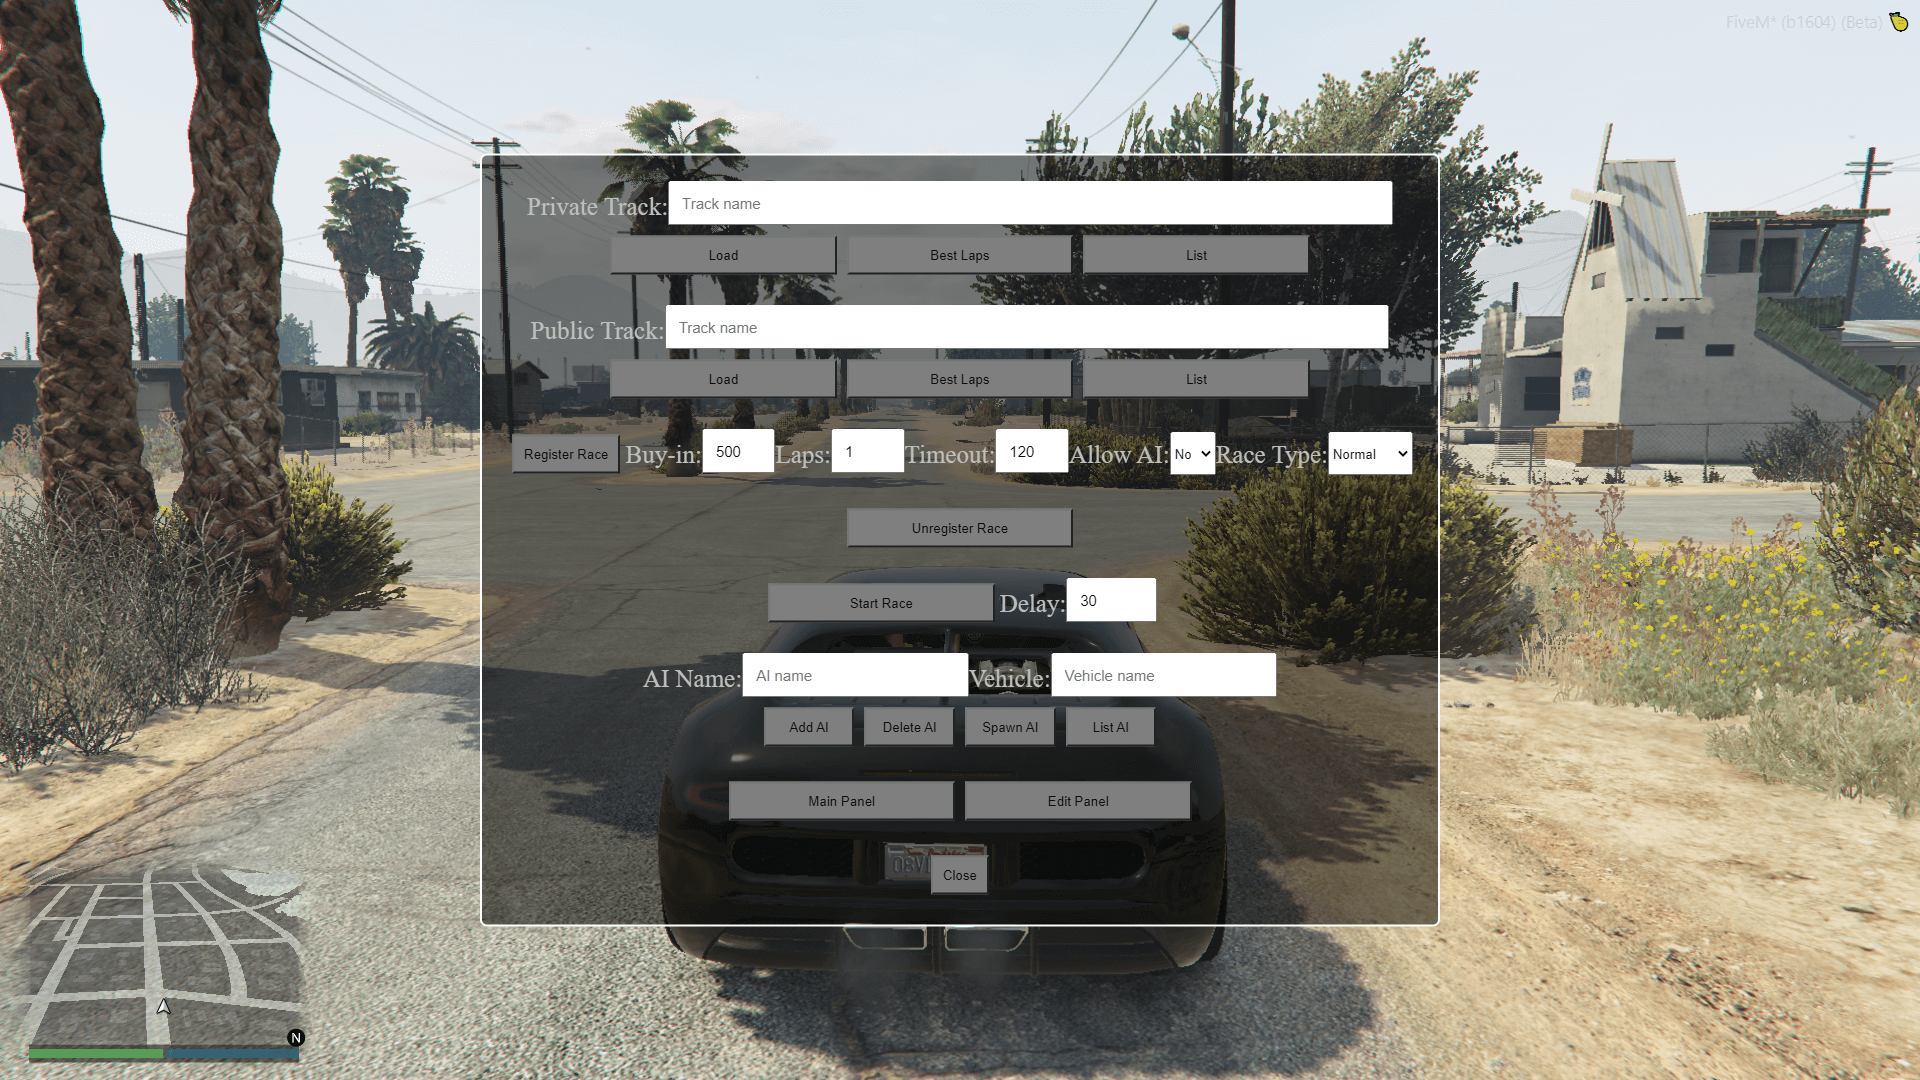 FiveM* (b1604) (Beta)
Private Track: Track name
Load Best Laps List
Public Track: Track name
Load Best Laps List
Register Race Buy-in: 500 Laps: 1 Timeout: 120 Allow AI: No Race Type: Normal
Unregister Race
Start Race Delay: 30
AI Name: AI name Vehicle: Vehicle name
Add AI Delete AI Spawn AI List AI
Main Panel Edit Panel
Close
N